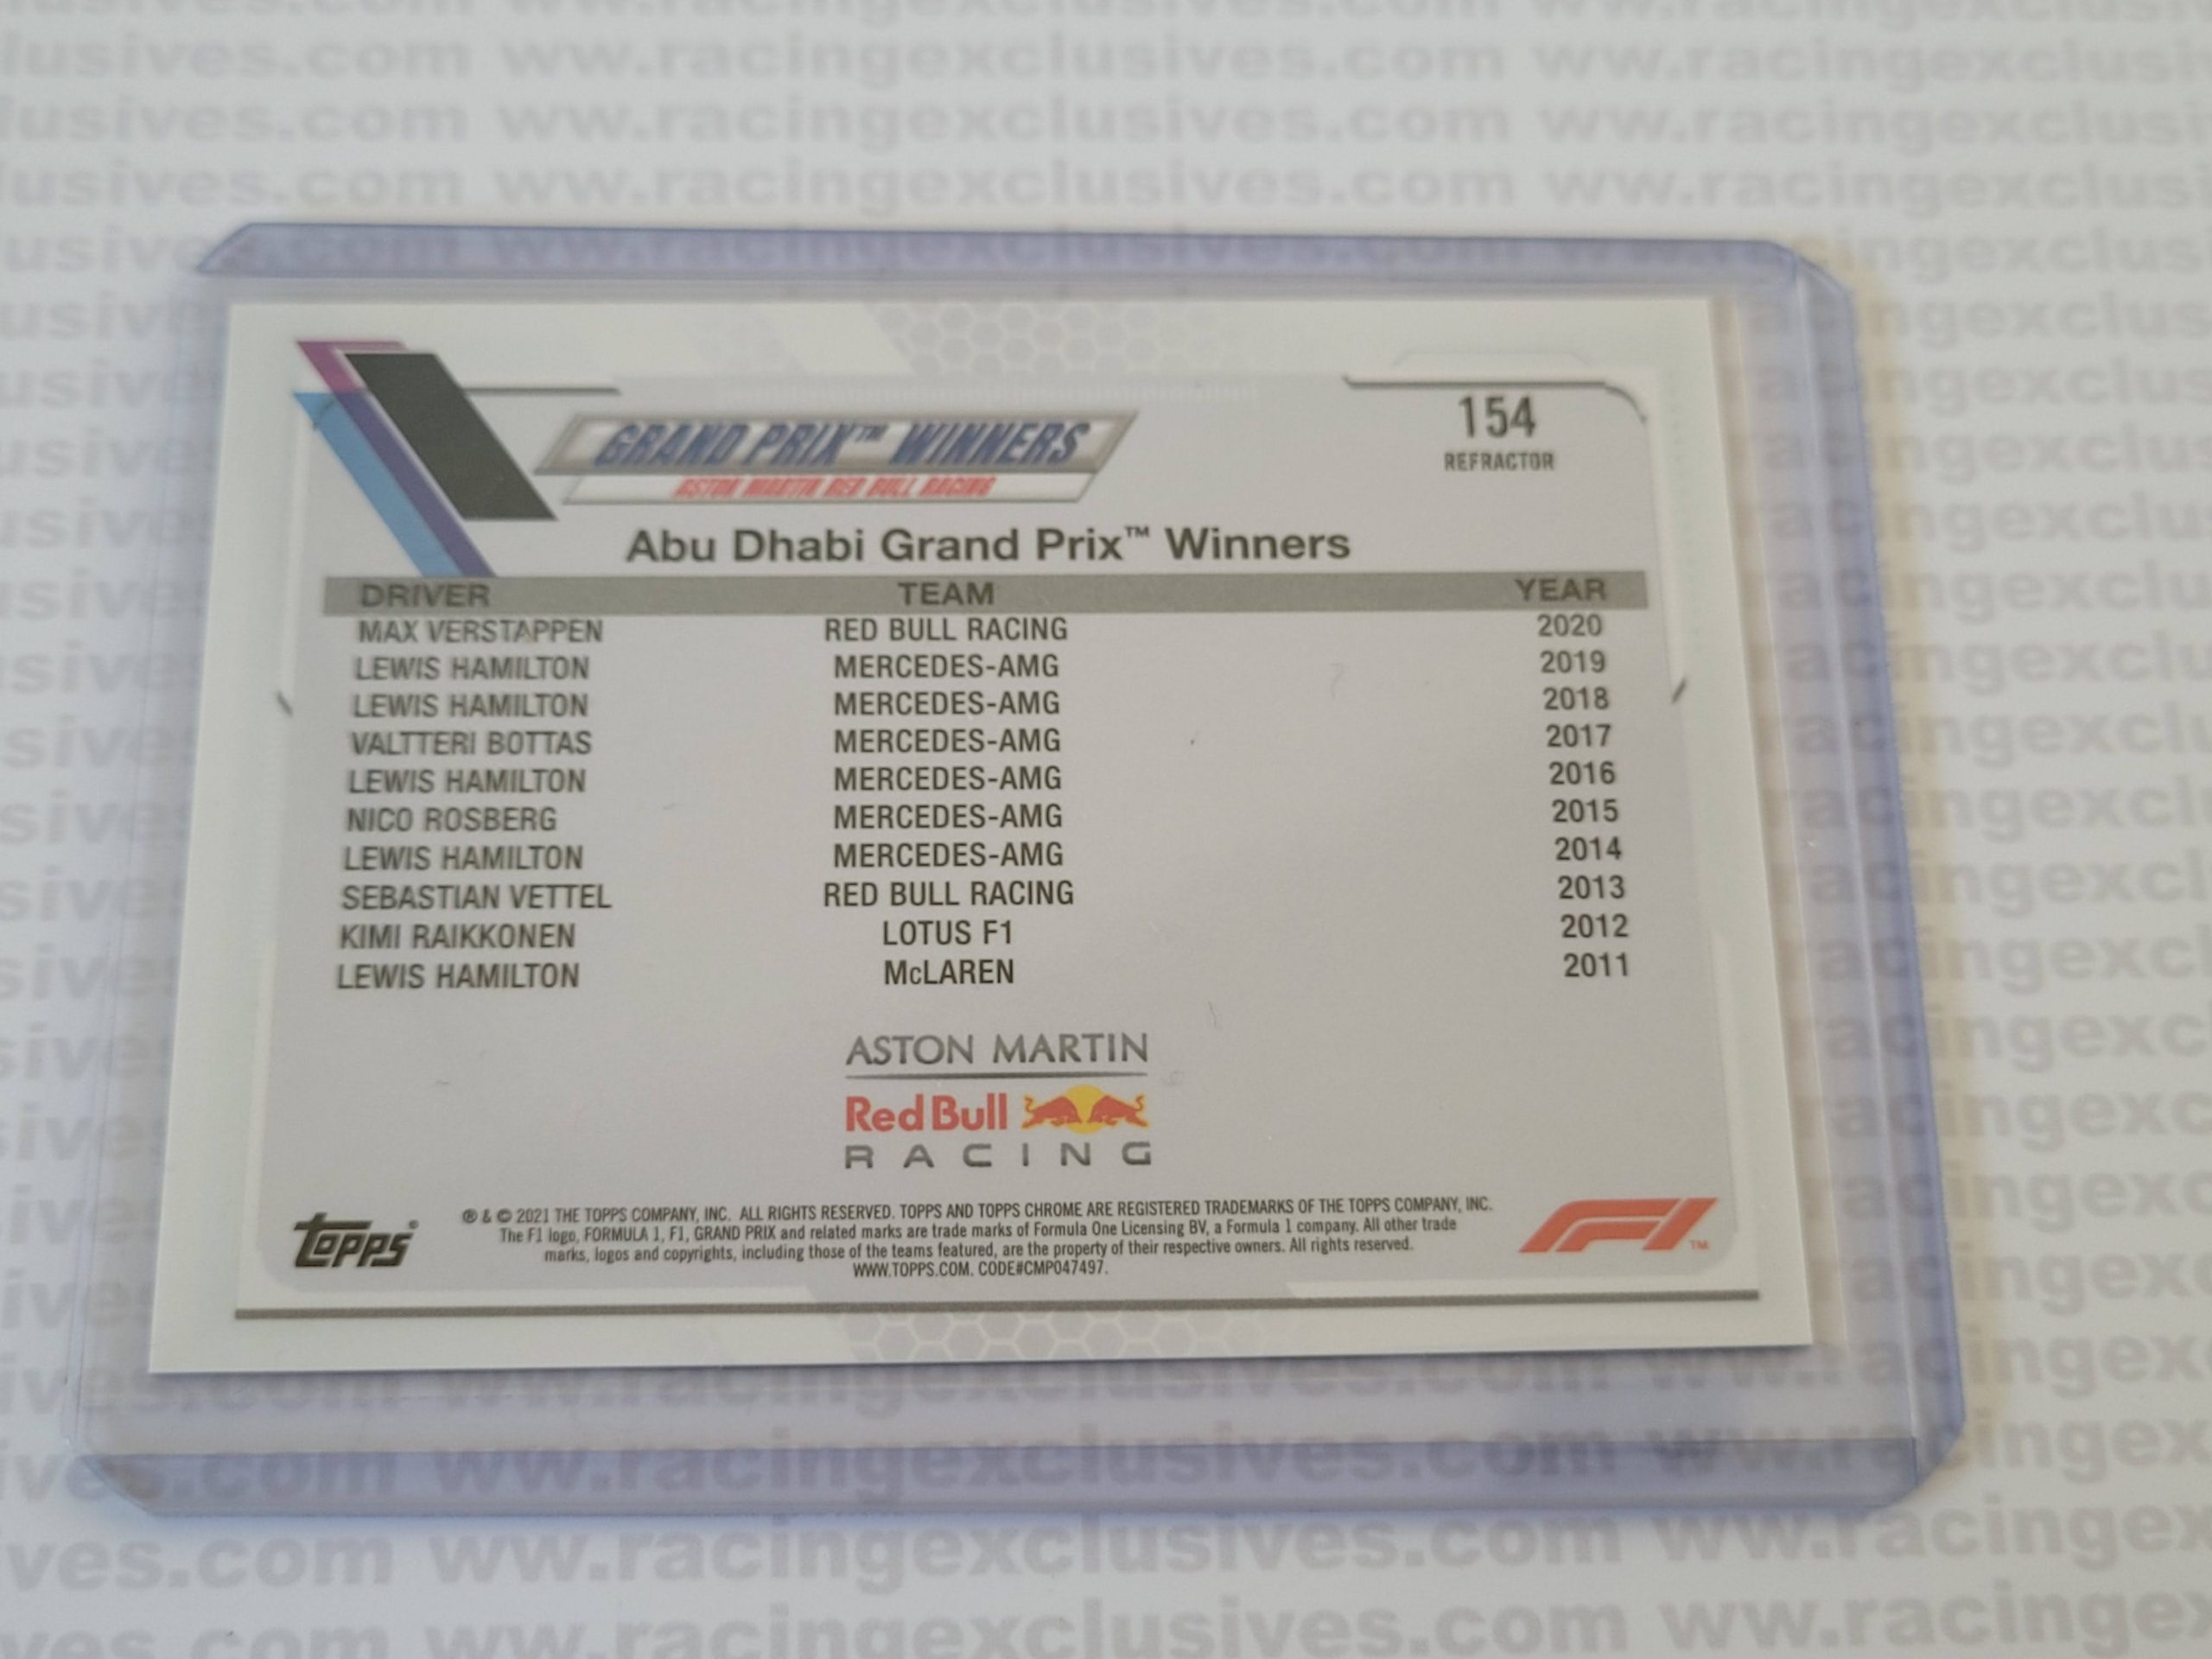 154
REFRACTOR
GRAND PRIX™ WINNERS
ASTON MARTIN RED BULL RACING
Abu Dhabi Grand Prix™ Winners
DRIVER TEAM YEAR
MAX VERSTAPPEN RED BULL RACING 2020
LEWIS HAMILTON MERCEDES-AMG 2019
LEWIS HAMILTON MERCEDES-AMG 2018
VALTTERI BOTTAS MERCEDES-AMG 2017
LEWIS HAMILTON MERCEDES-AMG 2016
NICO ROSBERG MERCEDES-AMG 2015
LEWIS HAMILTON MERCEDES-AMG 2014
SEBASTIAN VETTEL RED BULL RACING 2013
KIMI RAIKKONEN LOTUS F1 2012
LEWIS HAMILTON McLAREN 2011
ASTON MARTIN
Red Bull
RACING
Topps®
® & © 2021 THE TOPPS COMPANY, INC. ALL RIGHTS RESERVED. TOPPS AND TOPPS CHROME ARE REGISTERED TRADEMARKS OF THE TOPPS COMPANY, INC.
The F1 logo, FORMULA 1, F1, GRAND PRIX and related marks are trade marks of Formula One Licensing BV, a Formula 1 company. All other trade
marks, logos and copyrights, including those of the teams featured, are the property of their respective owners. All rights reserved.
WWW.TOPPS.COM. CODE#CMP047497.
F1™
ww.racingexclusives.com